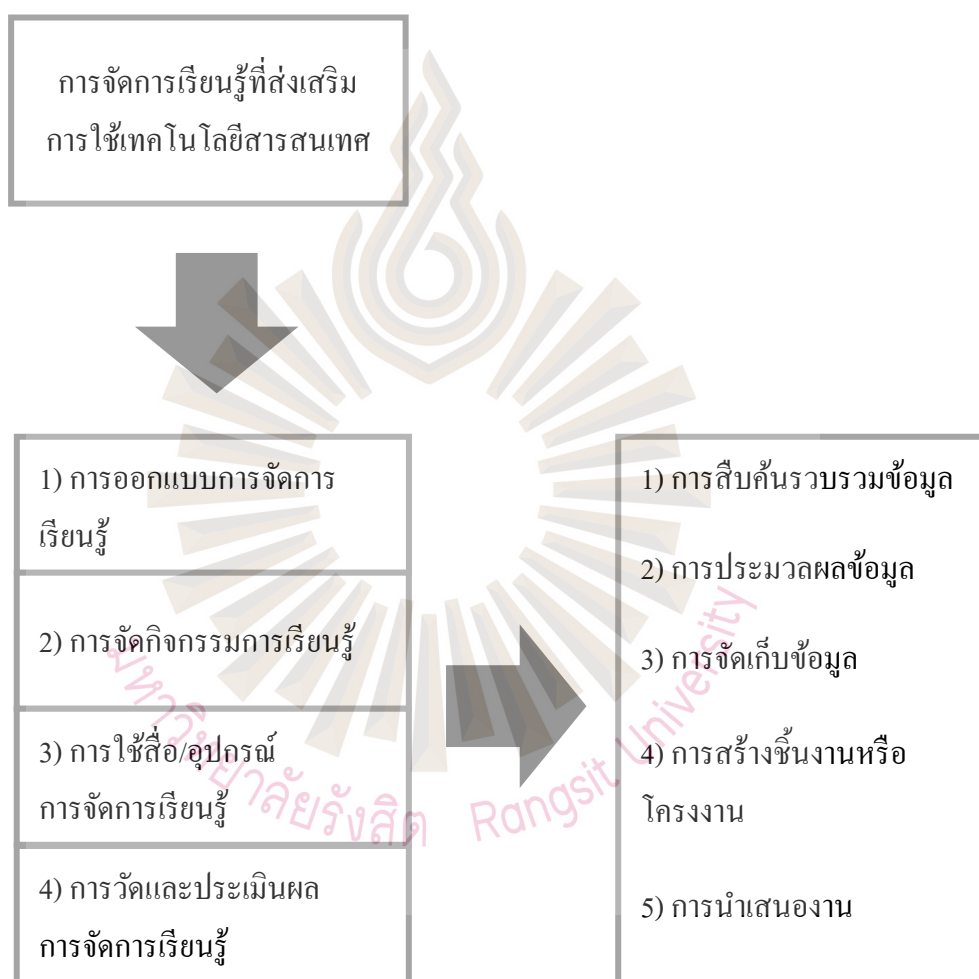 การจัดการเรียนรู้ที่ส่งเสริม
การใช้เทคโนโลยีสารสนเทศ
1) การออกแบบการจัดการ
เรียนรู้
2) การจัดกิจกรรมการเรียนรู้
3) การใช้สื่อ/อุปกรณ์
การจัดการเรียนรู้
4) การวัดและประเมินผล
การจัดการเรียนรู้
1) การสืบค้นรวบรวมข้อมูล
2) การประมวลผลข้อมูล
3) การจัดเก็บข้อมูล
4) การสร้างชิ้นงานหรือ
โครงงาน
5) การนำเสนองาน
มหาวิทยาลัยรังสิต Rangsit University